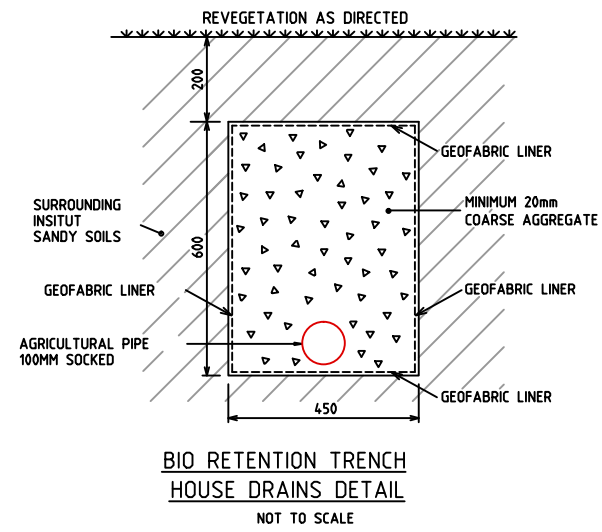 REVEGETATION AS DIRECTED
200
GEOFABRIC LINER
SURROUNDING
INSITUT
SANDY SOILS
MINIMUM 20mm
COARSE AGGREGATE
600
GEOFABRIC LINER
GEOFABRIC LINER
AGRICULTURAL PIPE
100MM SOCKED
GEOFABRIC LINER
450
BIO RETENTION TRENCH
HOUSE DRAINS DETAIL
NOT TO SCALE